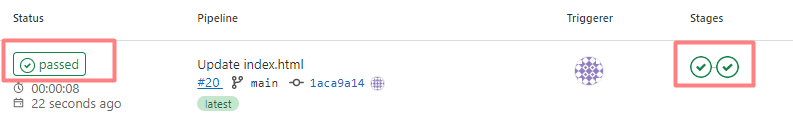 Status Pipeline Triggerer Stages
passed
Update index.html
#20 main 1aca9a14
00:00:08
22 seconds ago
latest